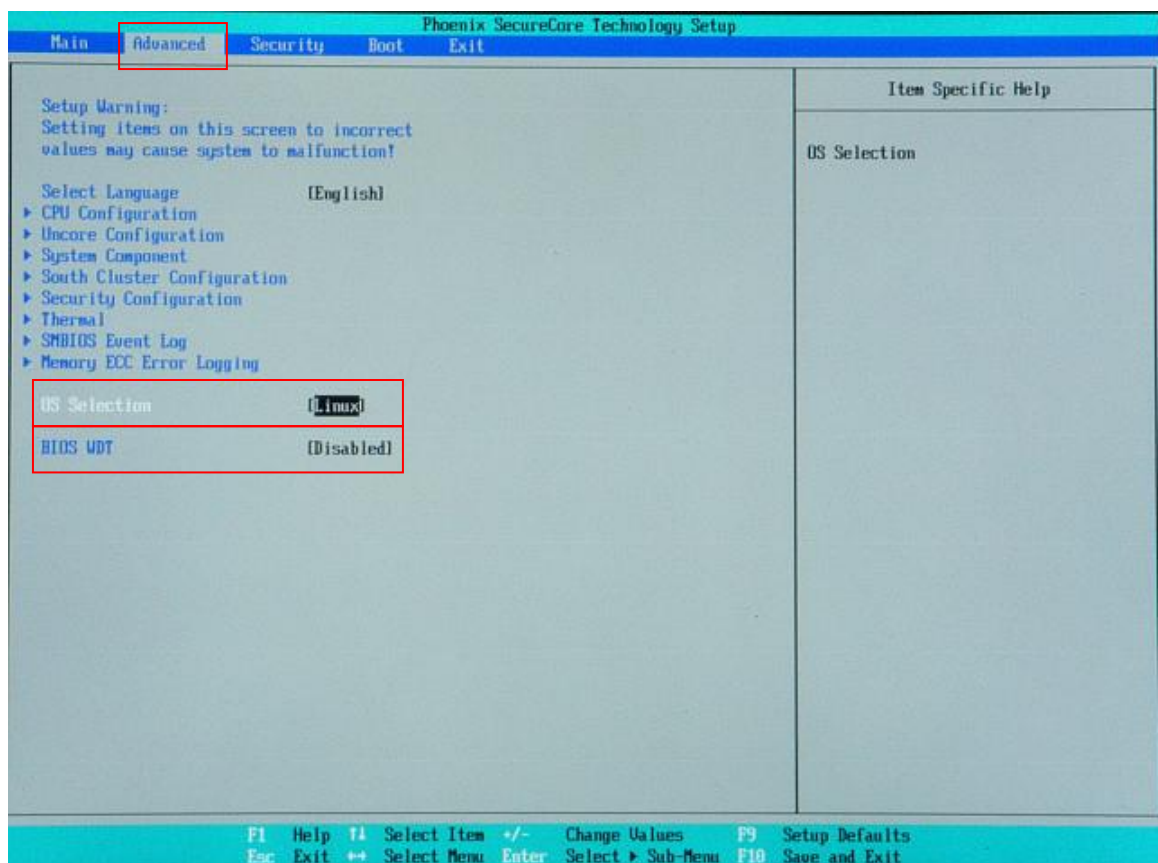 Phoenix SecureCore Technology Setup
Main Advanced Security Boot Exit
Item Specific Help
Setup Warning:
Setting items on this screen to incorrect
values may cause system to malfunction!
OS Selection
Select Language [English]
▶ CPU Configuration
▶ Uncore Configuration
▶ System Component
▶ South Cluster Configuration
▶ Security Configuration
▶ Thermal
▶ SMBIOS Event Log
▶ Memory ECC Error Logging
OS Selection [Linux]
BIOS WDT [Disabled]
F1 Help ↑↓ Select Item +/- Change Values F9 Setup Defaults
Esc Exit ↔ Select Menu Enter Select ▶ Sub-Menu F10 Save and Exit